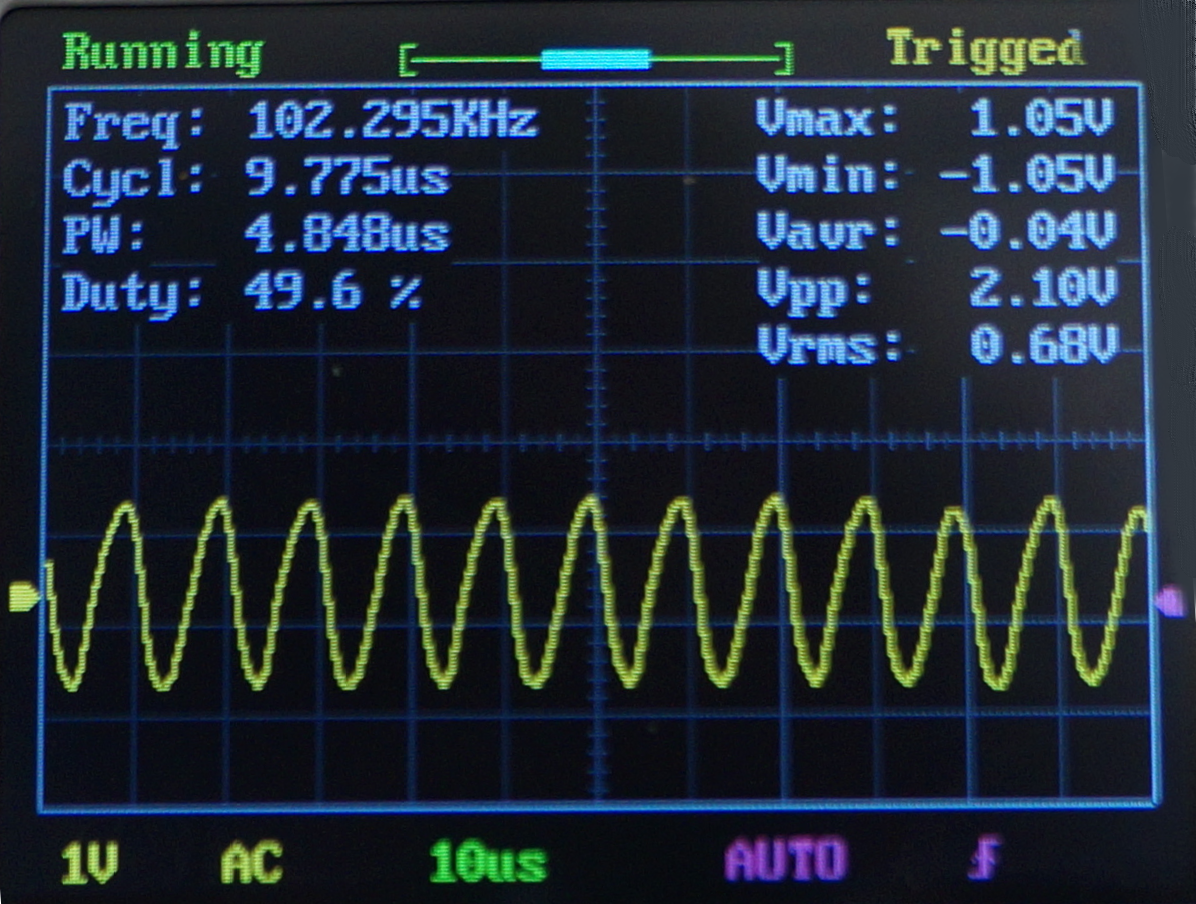 Running Trigged
Freq: 102.295KHz Vmax: 1.05V
Cycl: 9.775us Vmin: -1.05V
PW: 4.848us Vavr: -0.04V
Duty: 49.6 % Vpp: 2.10V
Vrms: 0.68V
1V AC 10us AUTO